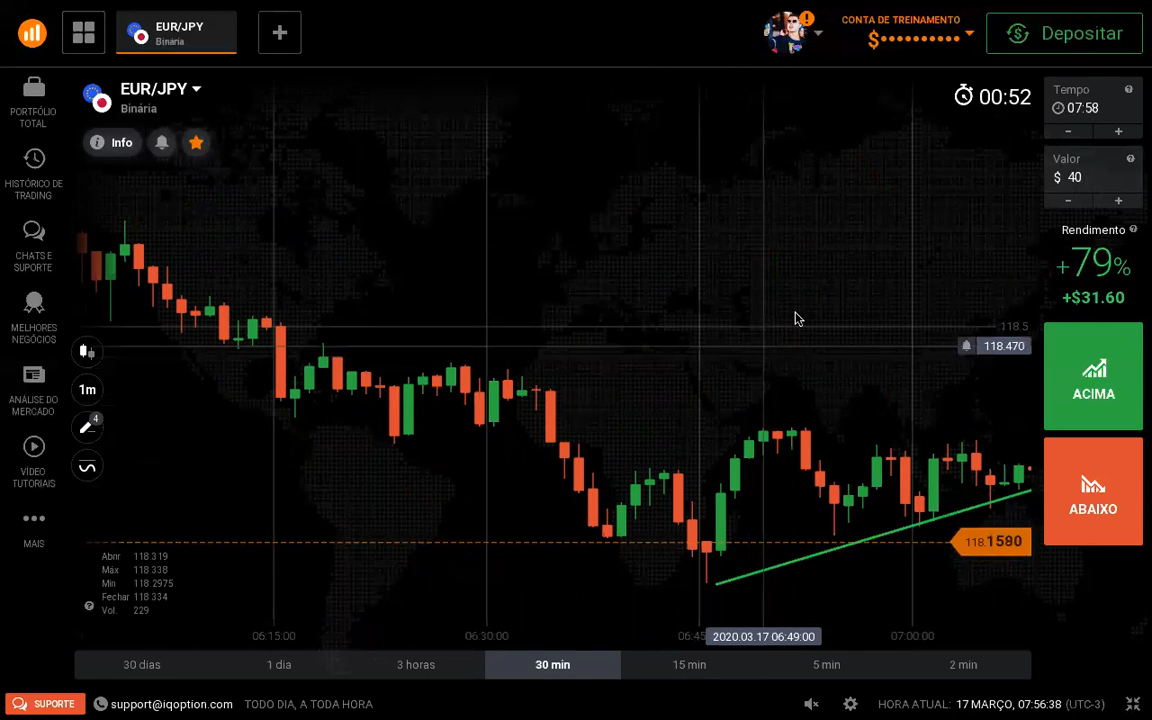 EUR/JPY
Binária
CONTA DE TREINAMENTO
$
Depositar
PORTFÓLIO
TOTAL
HISTÓRICO DE
TRADING
CHATS E
SUPORTE
MELHORES
NEGÓCIOS
ANÁLISE DO
MERCADO
VÍDEO
TUTORIAIS
MAIS
EUR/JPY
Binária
Info
00:52
1m
4
118.5
118.470
118.1580
Abrir 118.319
Máx 118.338
Mín 118.2975
Fechar 118.334
Vol. 229
06:15:00
06:30:00
06:45
2020.03.17 06:49:00
07:00:00
30 dias
1 dia
3 horas
30 min
15 min
5 min
2 min
Tempo
07:58
- +
Valor
$ 40
- +
Rendimento
+79%
+$31.60
ACIMA
ABAIXO
SUPORTE
support@iqoption.com
TODO DIA, A TODA HORA
HORA ATUAL: 17 MARÇO, 07:56:38 (UTC-3)